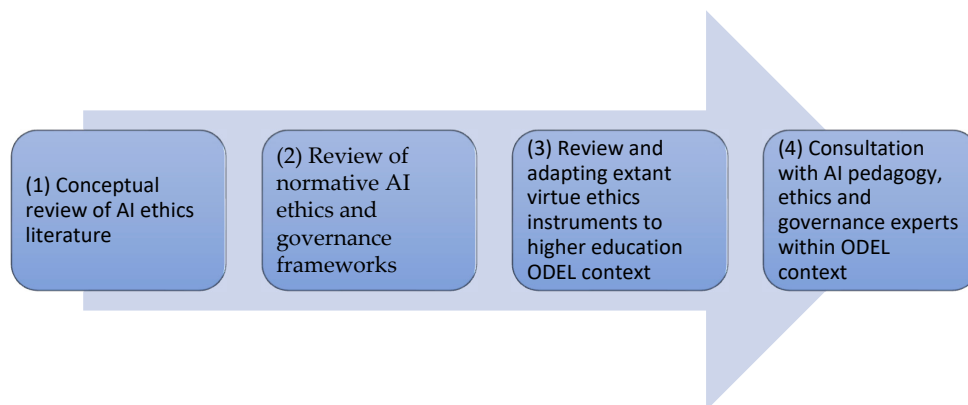 (1) Conceptual
review of AI ethics
literature
(2) Review of
normative AI
ethics and
governance
frameworks
(3) Review and
adapting extant
virtue ethics
instruments to
higher education
ODEL context
(4) Consultation
with AI pedagogy,
ethics and
governance experts
within ODEL
context